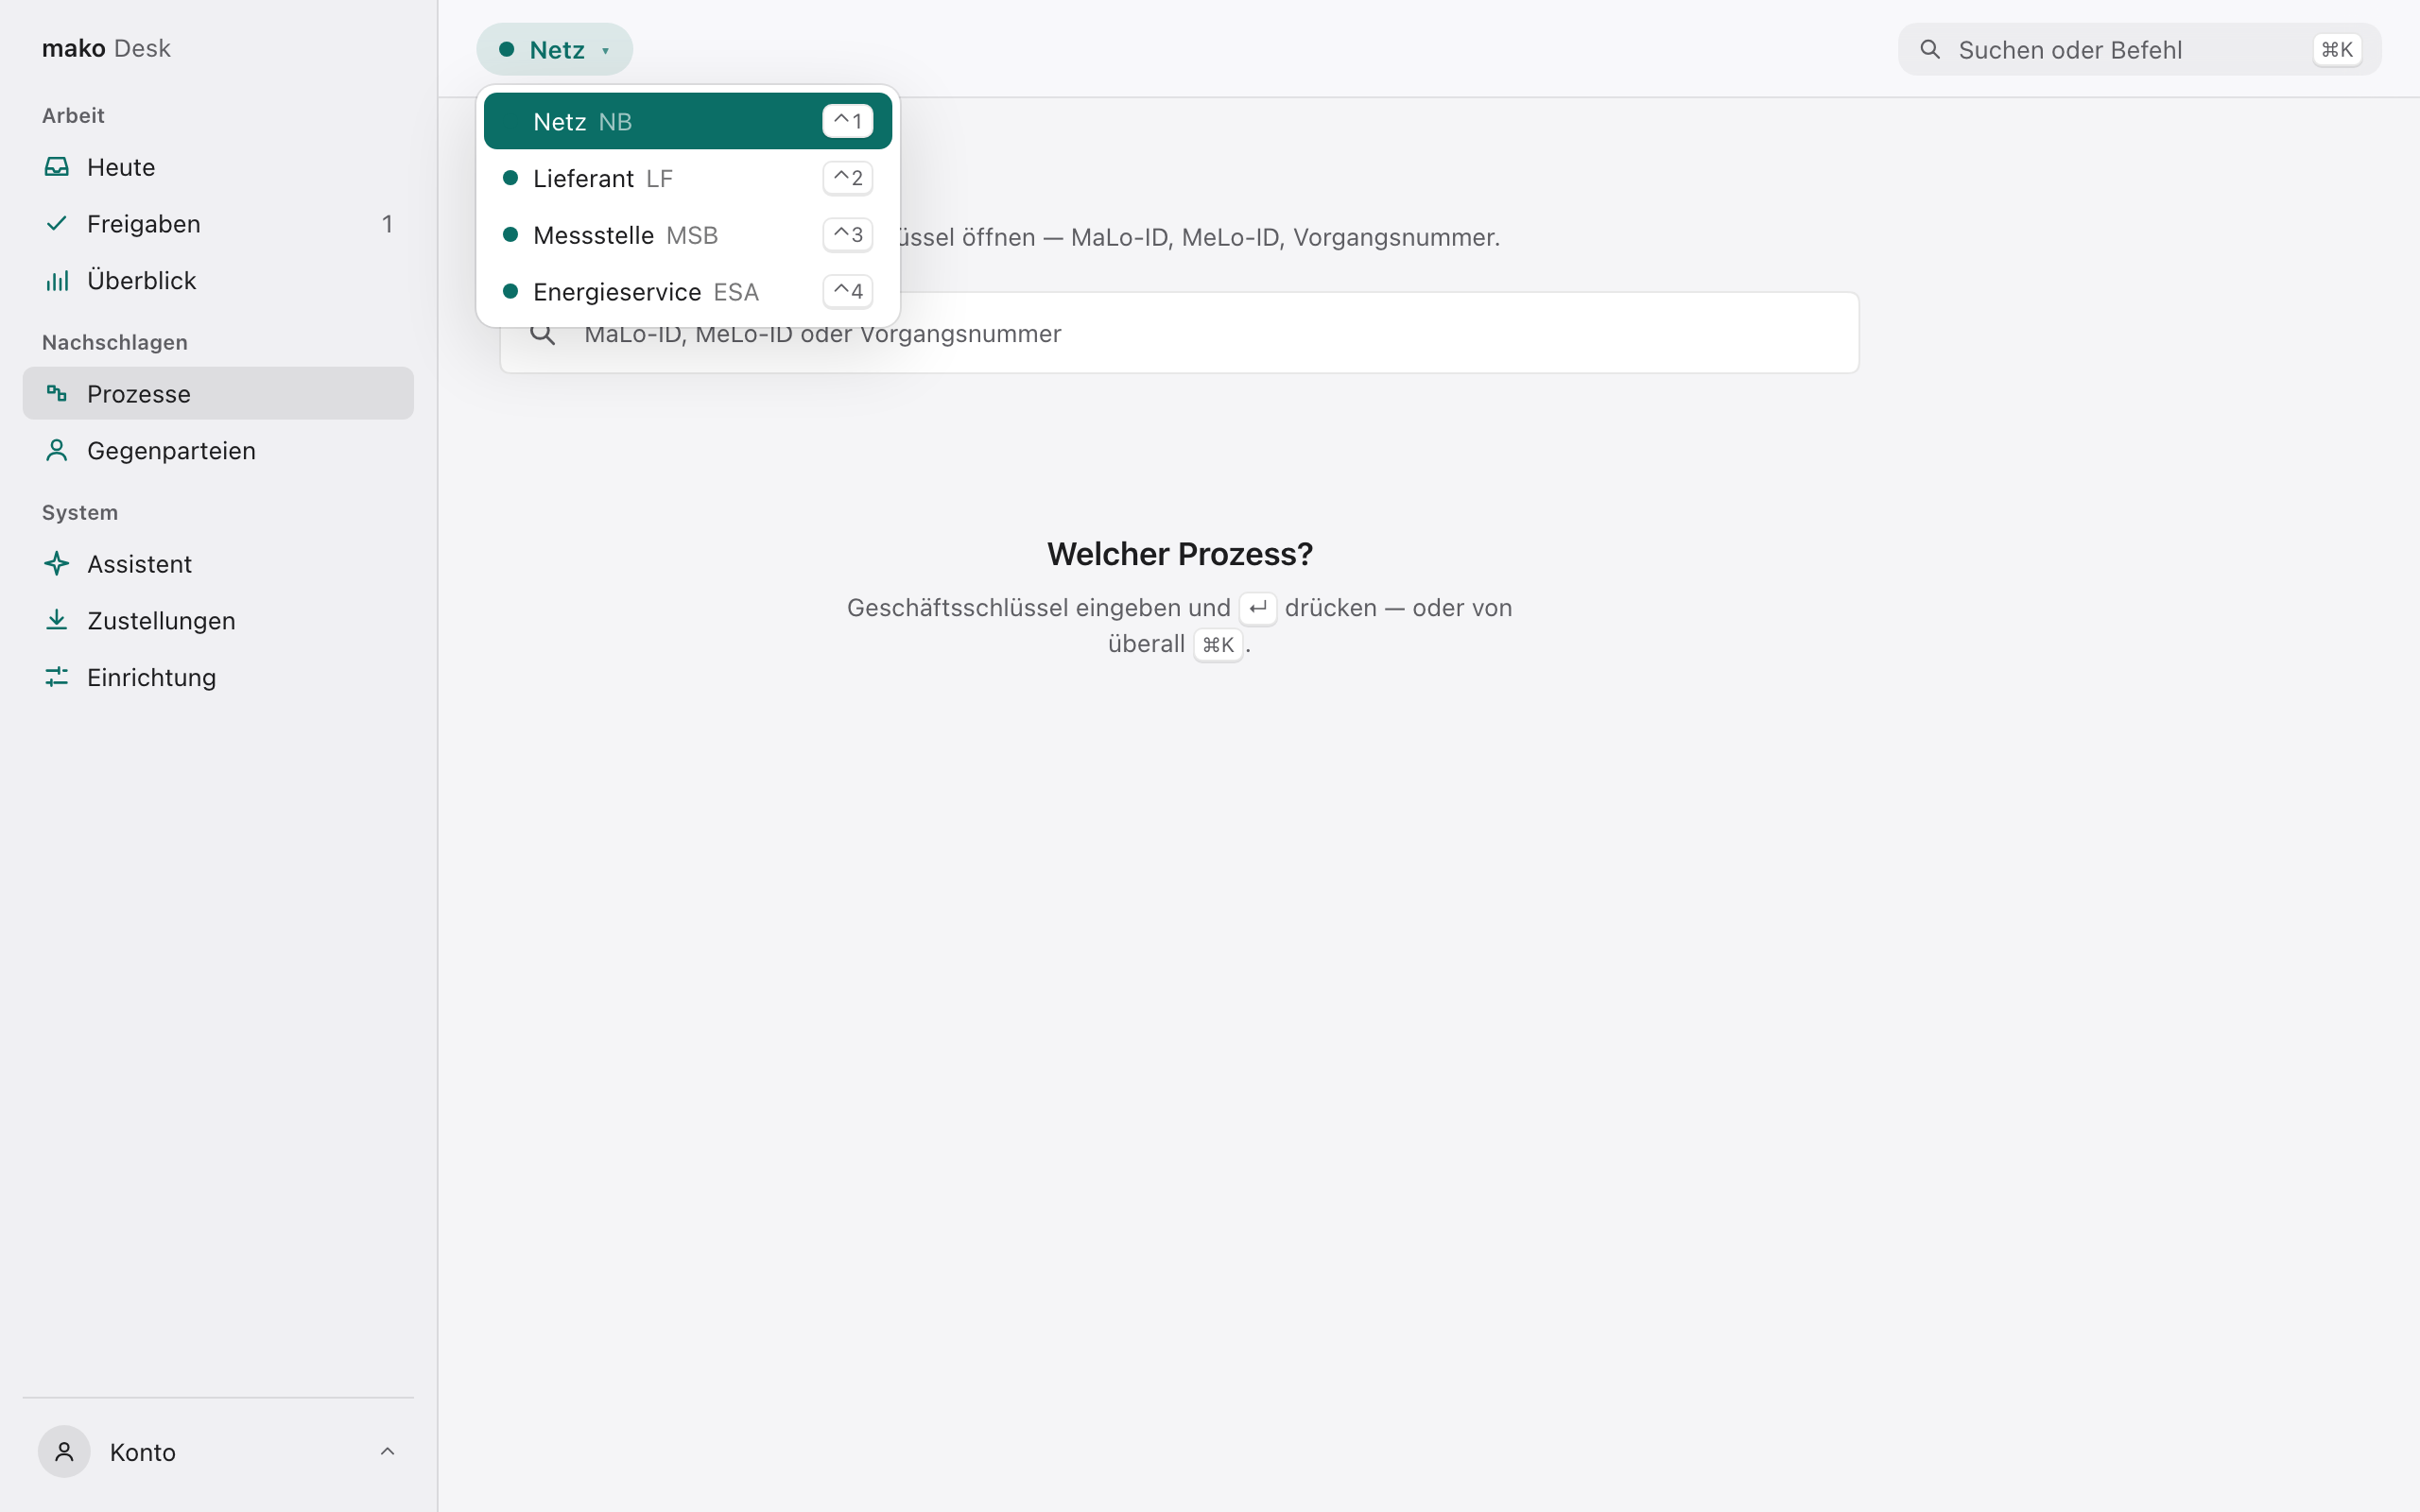 mako Desk
Arbeit
Heute
Freigaben 1
Überblick
Nachschlagen
Prozesse
Gegenparteien
System
Assistent
Zustellungen
Einrichtung
Konto
Netz
Suchen oder Befehl ⌘K
Netz NB ^1
Lieferant LF ^2
Messstelle MSB ^3
Energieservice ESA ^4
öffnen — MaLo-ID, MeLo-ID, Vorgangsnummer.
MaLo-ID, MeLo-ID oder Vorgangsnummer
Welcher Prozess?
Geschäftsschlüssel eingeben und ↵ drücken — oder von
überall ⌘K.